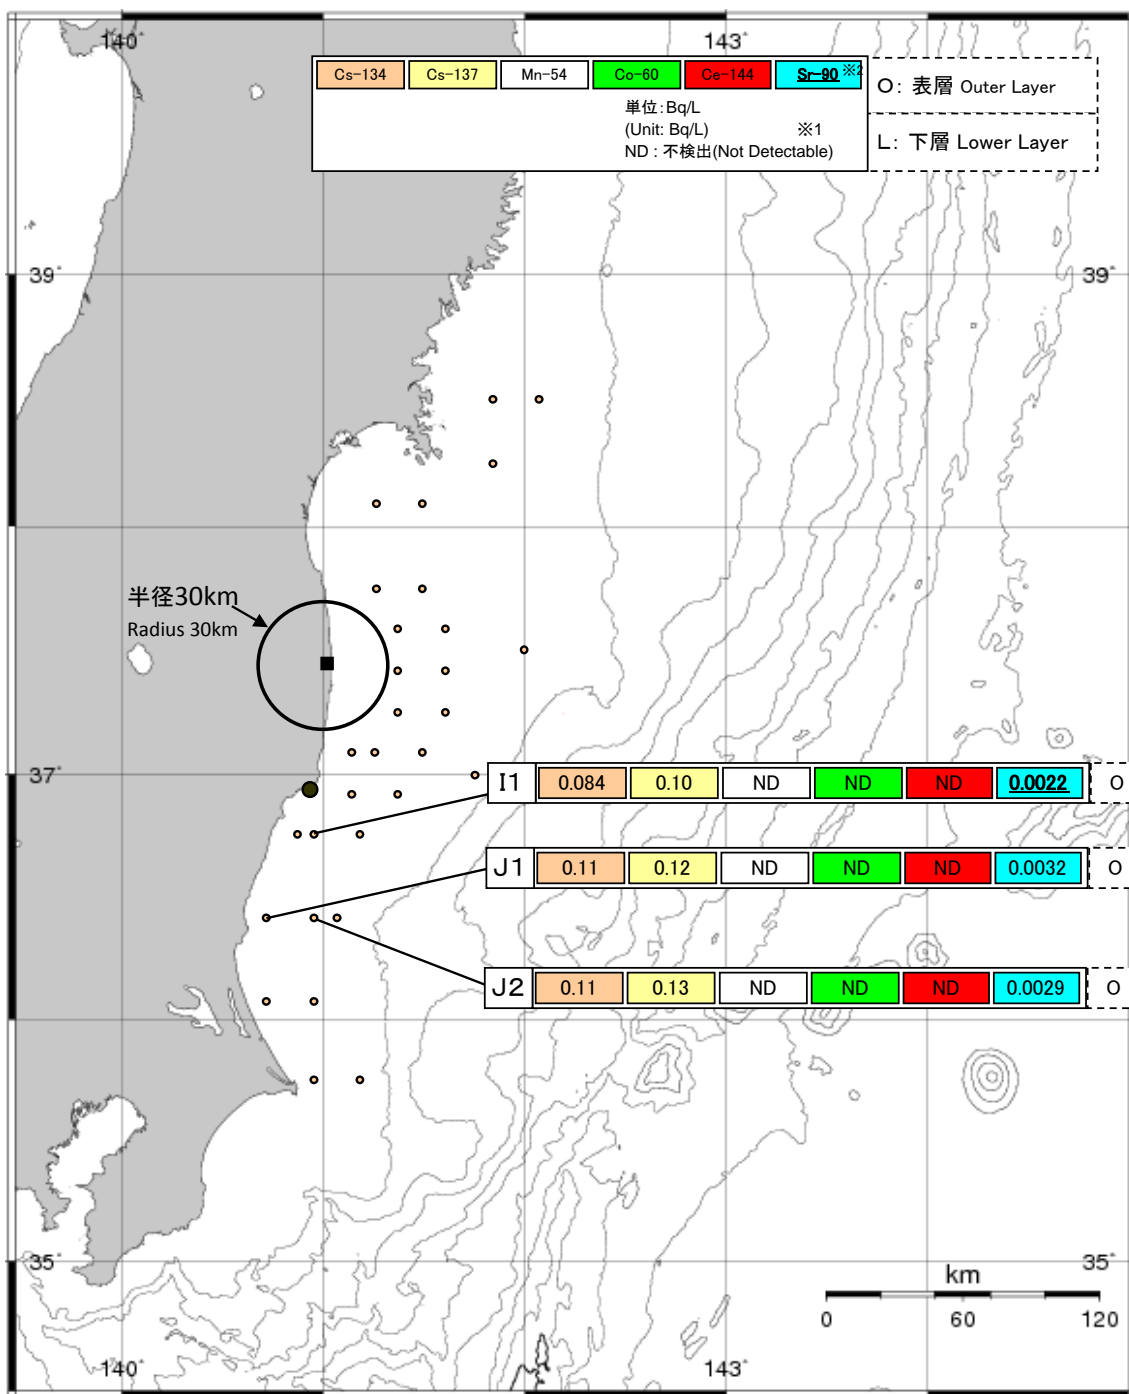 140°
143°
Cs-134 Cs-137 Mn-54 Co-60 Ce-144 Sr-90 ※2
単位:Bq/L
(Unit: Bq/L) ※1
ND : 不検出(Not Detectable)
O: 表層 Outer Layer
L: 下層 Lower Layer
39°
39°
半径30km
Radius 30km
37°
I1 0.084 0.10 ND ND ND 0.0022 O
J1 0.11 0.12 ND ND ND 0.0032 O
J2 0.11 0.13 ND ND ND 0.0029 O
35°
35°
km
0 60 120
140°
143°